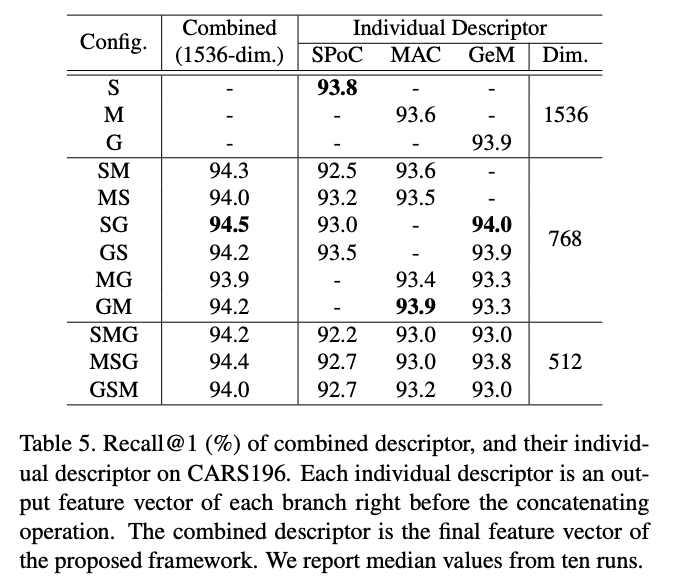 Config. Combined (1536-dim.) Individual Descriptor
SPoC MAC GeM Dim.
S - 93.8 - - 1536
M - - 93.6 -
G - - - 93.9
SM 94.3 92.5 93.6 - 768
MS 94.0 93.2 93.5 -
SG 94.5 93.0 - 94.0
GS 94.2 93.5 - 93.9
MG 93.9 - 93.4 93.3
GM 94.2 - 93.9 93.3
SMG 94.2 92.2 93.0 93.0 512
MSG 94.4 92.7 93.0 93.8
GSM 94.0 92.7 93.2 93.0
Table 5. Recall@1 (%) of combined descriptor, and their individ-
ual descriptor on CARS196. Each individual descriptor is an out-
put feature vector of each branch right before the concatenating
operation. The combined descriptor is the final feature vector of
the proposed framework. We report median values from ten runs.